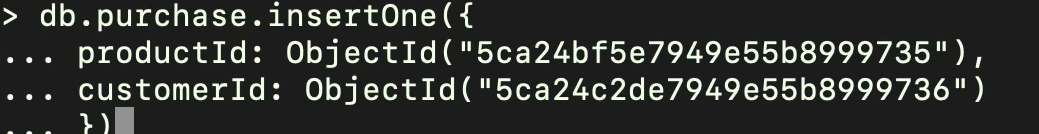 > db.purchase.insertOne({
... productId: ObjectId("5ca24bf5e7949e55b8999735"),
... customerId: ObjectId("5ca24c2de7949e55b8999736")
... })